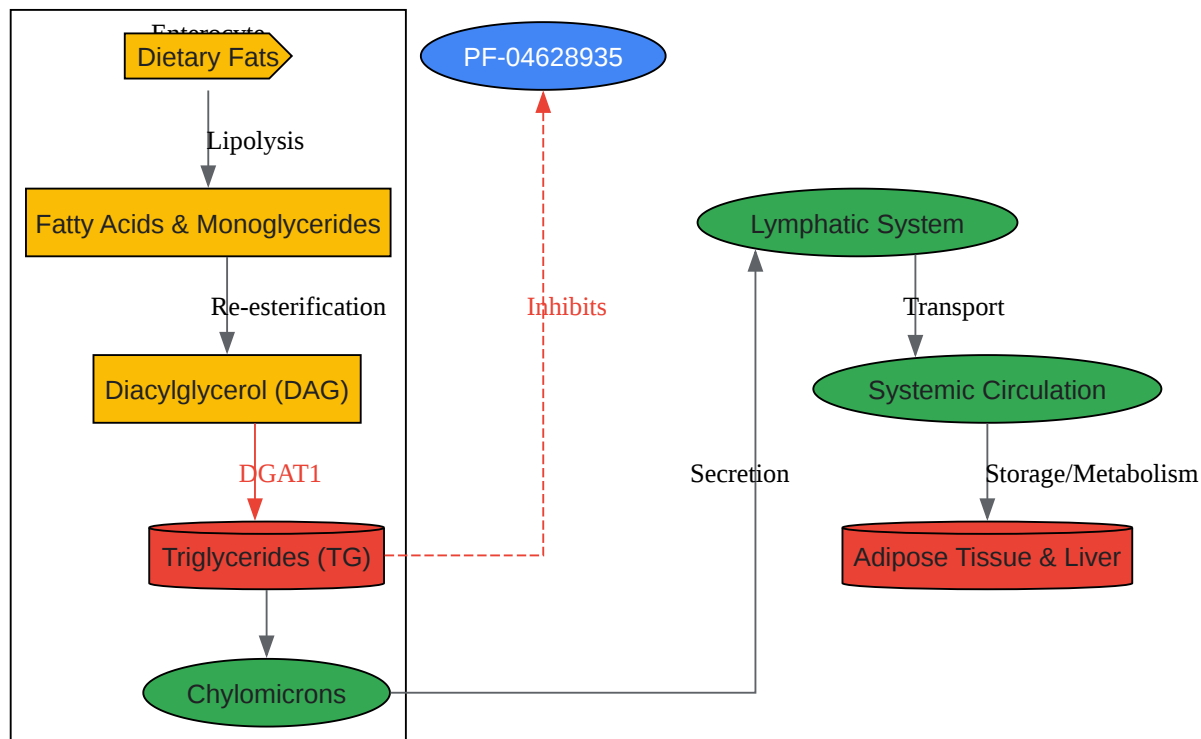 Enterocyte
Dietary Fats
PF-04628935
Lipolysis
Fatty Acids & Monoglycerides
Lymphatic System
Re-esterification
Inhibits
Transport
Diacylglycerol (DAG)
Systemic Circulation
DGAT1
Secretion
Storage/Metabolism
Triglycerides (TG)
Adipose Tissue & Liver
Chylomicrons